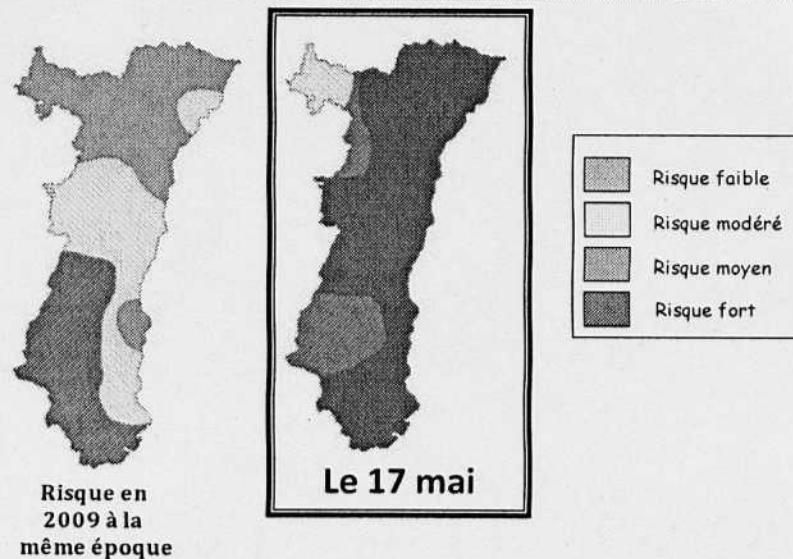 Risque en
2009 à la
même époque
Le 17 mai
Risque faible
Risque modéré
Risque moyen
Risque fort